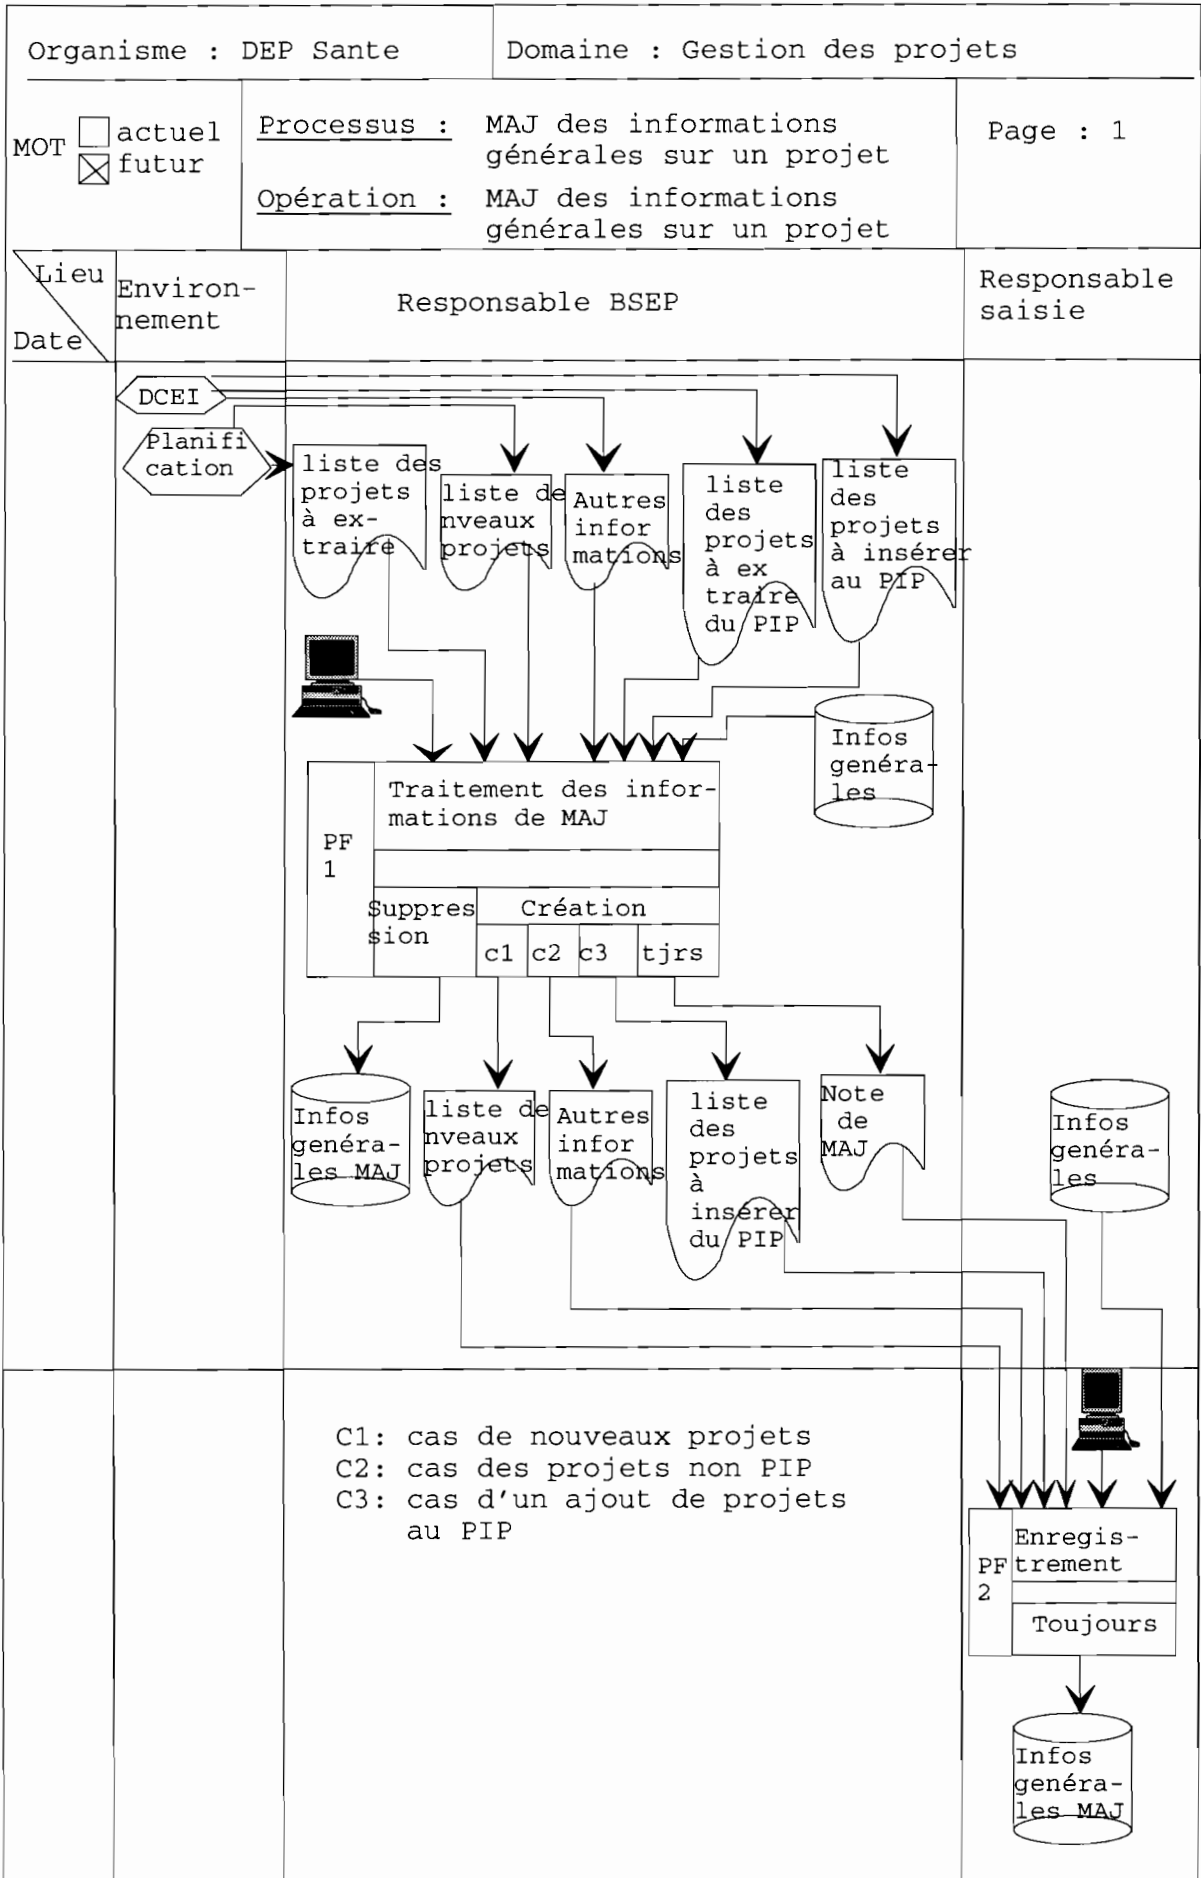 Organisme : DEP Sante
Domaine : Gestion des projets
MOT
actuel
futur
Processus : MAJ des informations
générales sur un projet
Opération : MAJ des informations
générales sur un projet
Page : 1
Lieu
Date
Environ-
nement
Responsable BSEP
Responsable
saisie
DCEI
Planifi
cation
liste des
projets
à ex-
traire
liste de
nveaux
projets
Autres
infor
mations
liste
des
projets
à ex
traire
du PIP
liste
des
projets
à insérer
au PIP
Infos
genéra-
les
PF
1
Traitement des infor-
mations de MAJ
Suppres
sion
Création
c1
c2
c3
tjrs
Infos
genéra-
les MAJ
liste de
nveaux
projets
Autres
infor
mations
liste
des
projets
à
insérer
du PIP
Note
de
MAJ
Infos
genéra-
les
C1: cas de nouveaux projets
C2: cas des projets non PIP
C3: cas d'un ajout de projets
au PIP
PF
2
Enregis-
trement
Toujours
Infos
genéra-
les MAJ